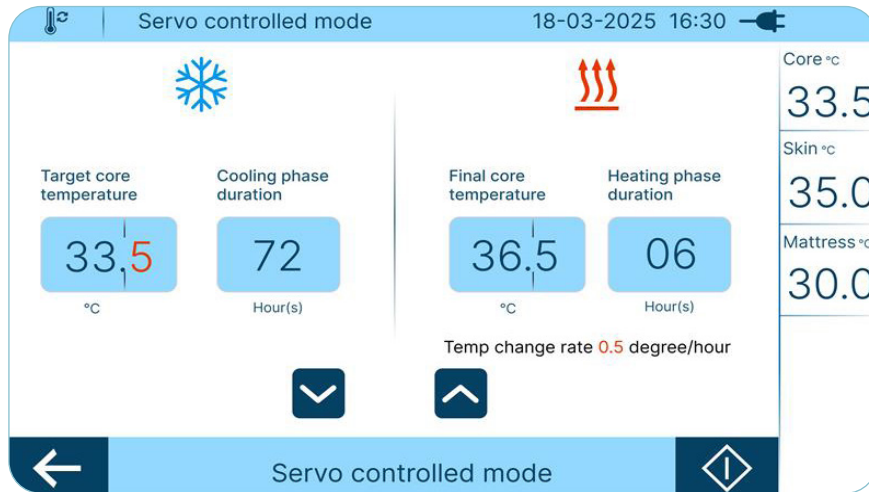 Servo controlled mode
18-03-2025 16:30
Core °C
33.5
Skin °C
35.0
Mattress °C
30.0
Target core
temperature
33.5
°C
Cooling phase
duration
72
Hour(s)
Final core
temperature
36.5
°C
Heating phase
duration
06
Hour(s)
Temp change rate 0.5 degree/hour
Servo controlled mode